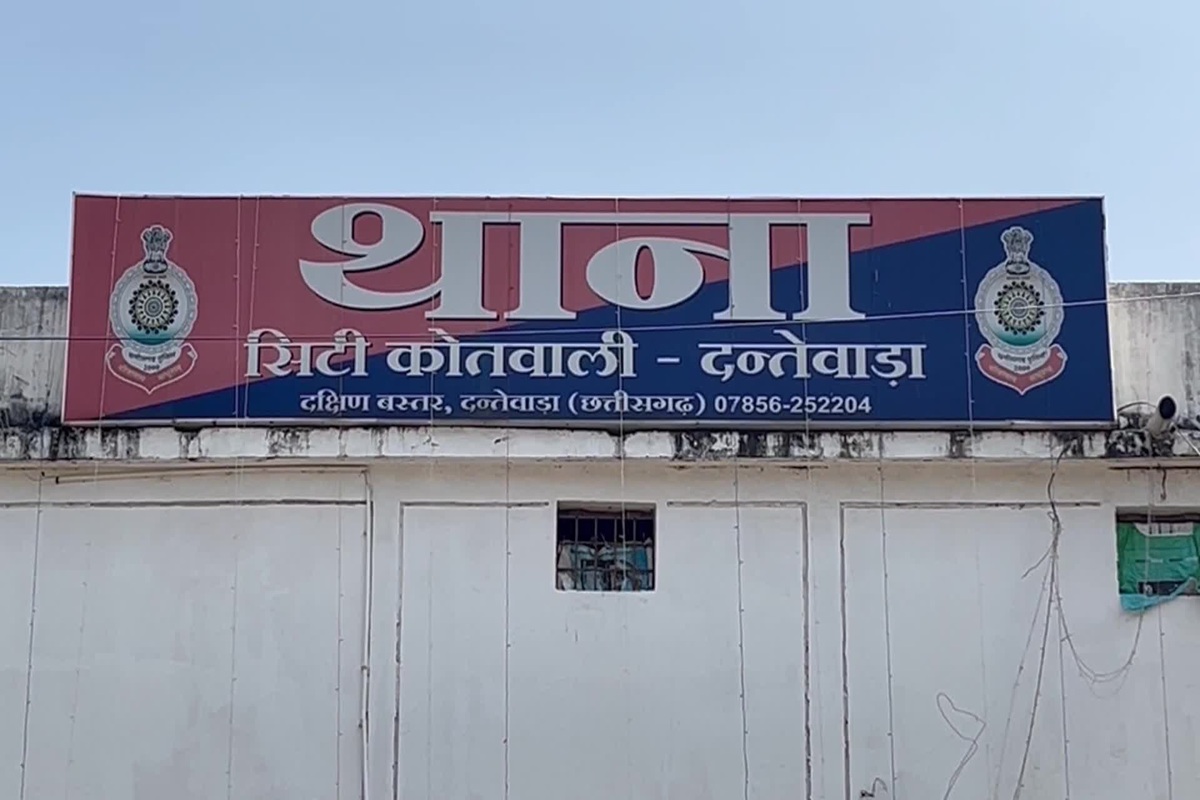 थाना
सिटी कोतवाली - दन्तेवाड़ा
दक्षिण बस्तर, दन्तेवाड़ा (छत्तीसगढ़) 07856-252204